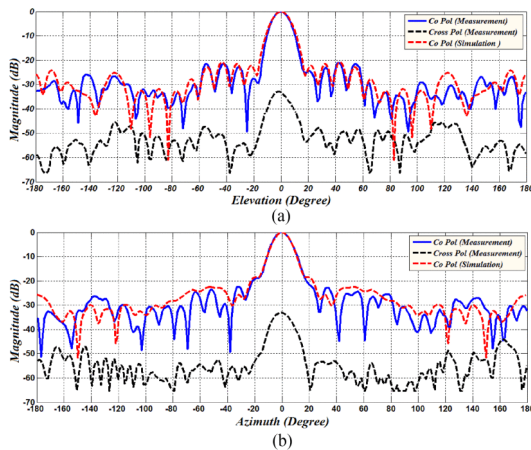 0
-10
-20
-30
-40
-50
-60
-70
Magnitude (dB)
Co Pol (Measurement)
Cross Pol (Measurement)
Co Pol (Simulation )
-180 -160 -140 -120 -100 -80 -60 -40 -20 0 20 40 60 80 100 120 140 160 180
Elevation (Degree)
(a)
0
-10
-20
-30
-40
-50
-60
-70
Magnitude (dB)
Co Pol (Measurement)
Cross Pol (Measurement)
Co Pol (Simulation)
-180 -160 -140 -120 -100 -80 -60 -40 -20 0 20 40 60 80 100 120 140 160 180
Azimuth (Degree)
(b)